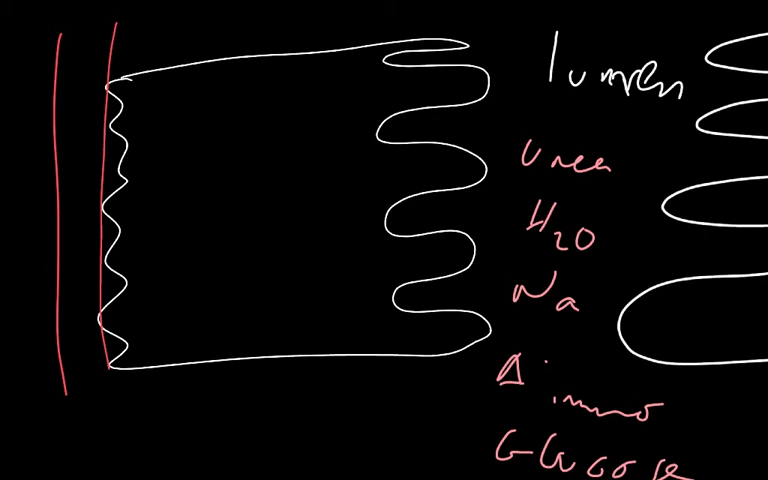 lumen
Urea
H2O
Na
Amino
Glucose